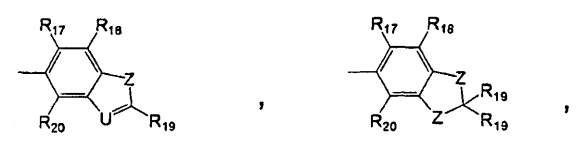 R17 R18 R17 R18
Z Z R19
R19 , R19 ,
R20 U R20 Z